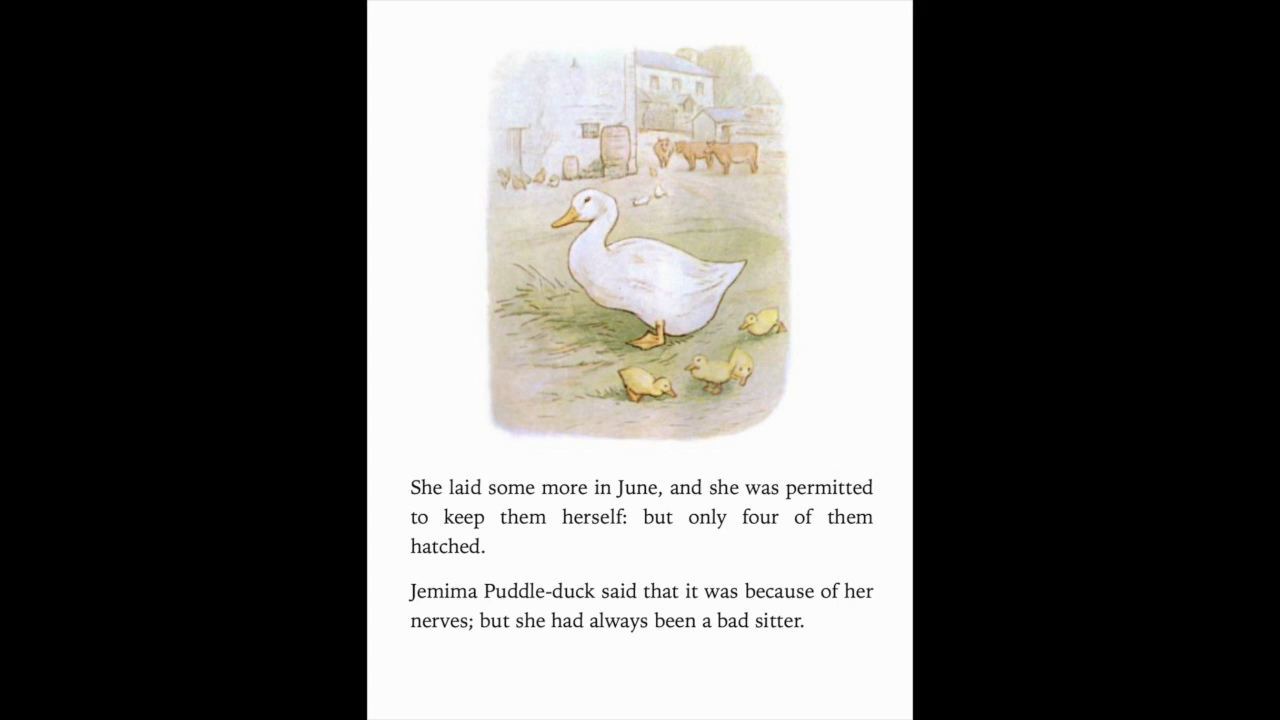 She laid some more in June, and she was permitted
to keep them herself: but only four of them
hatched.
Jemima Puddle-duck said that it was because of her
nerves; but she had always been a bad sitter.